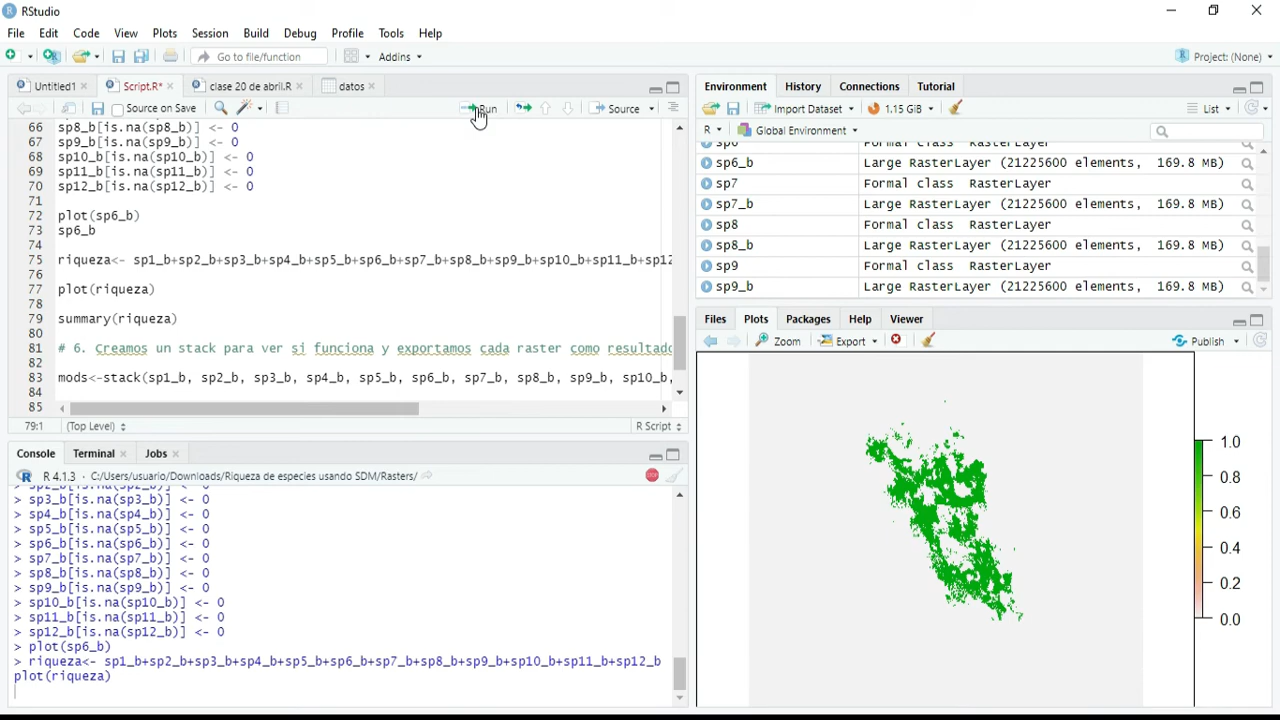 RStudio
File Edit Code View Plots Session Build Debug Profile Tools Help
Go to file/function Addins Project: (None)
Untitled1 Script.R* clase 20 de abril.R datos
Source on Save Run Source
66 sp8_b[is.na(sp8_b)] <- 0
67 sp9_b[is.na(sp9_b)] <- 0
68 sp10_b[is.na(sp10_b)] <- 0
69 sp11_b[is.na(sp11_b)] <- 0
70 sp12_b[is.na(sp12_b)] <- 0
71
72 plot(sp6_b)
73 sp6_b
74
75 riqueza<- sp1_b+sp2_b+sp3_b+sp4_b+sp5_b+sp6_b+sp7_b+sp8_b+sp9_b+sp10_b+sp11_b+sp12
76
77 plot(riqueza)
78
79 summary(riqueza)
80
81 # 6. Creamos un stack para ver si funciona y exportamos cada raster como resultado
82
83 mods<-stack(sp1_b, sp2_b, sp3_b, sp4_b, sp5_b, sp6_b, sp7_b, sp8_b, sp9_b, sp10_b,
84
85
79:1 (Top Level) R Script
Console Terminal Jobs
R 4.1.3 · C:/Users/usuario/Downloads/Riqueza de especies usando SDM/Rasters/
> sp2_b[is.na(sp2_b)] <- 0
> sp3_b[is.na(sp3_b)] <- 0
> sp4_b[is.na(sp4_b)] <- 0
> sp5_b[is.na(sp5_b)] <- 0
> sp6_b[is.na(sp6_b)] <- 0
> sp7_b[is.na(sp7_b)] <- 0
> sp8_b[is.na(sp8_b)] <- 0
> sp9_b[is.na(sp9_b)] <- 0
> sp10_b[is.na(sp10_b)] <- 0
> sp11_b[is.na(sp11_b)] <- 0
> sp12_b[is.na(sp12_b)] <- 0
> plot(sp6_b)
> riqueza<- sp1_b+sp2_b+sp3_b+sp4_b+sp5_b+sp6_b+sp7_b+sp8_b+sp9_b+sp10_b+sp11_b+sp12_b
plot(riqueza)
Environment History Connections Tutorial
Import Dataset 1.15 GiB List
R Global Environment
sp6 Formal class RasterLayer
sp6_b Large RasterLayer (21225600 elements, 169.8 MB)
sp7 Formal class RasterLayer
sp7_b Large RasterLayer (21225600 elements, 169.8 MB)
sp8 Formal class RasterLayer
sp8_b Large RasterLayer (21225600 elements, 169.8 MB)
sp9 Formal class RasterLayer
sp9_b Large RasterLayer (21225600 elements, 169.8 MB)
Files Plots Packages Help Viewer
Zoom Export Publish
1.0
0.8
0.6
0.4
0.2
0.0